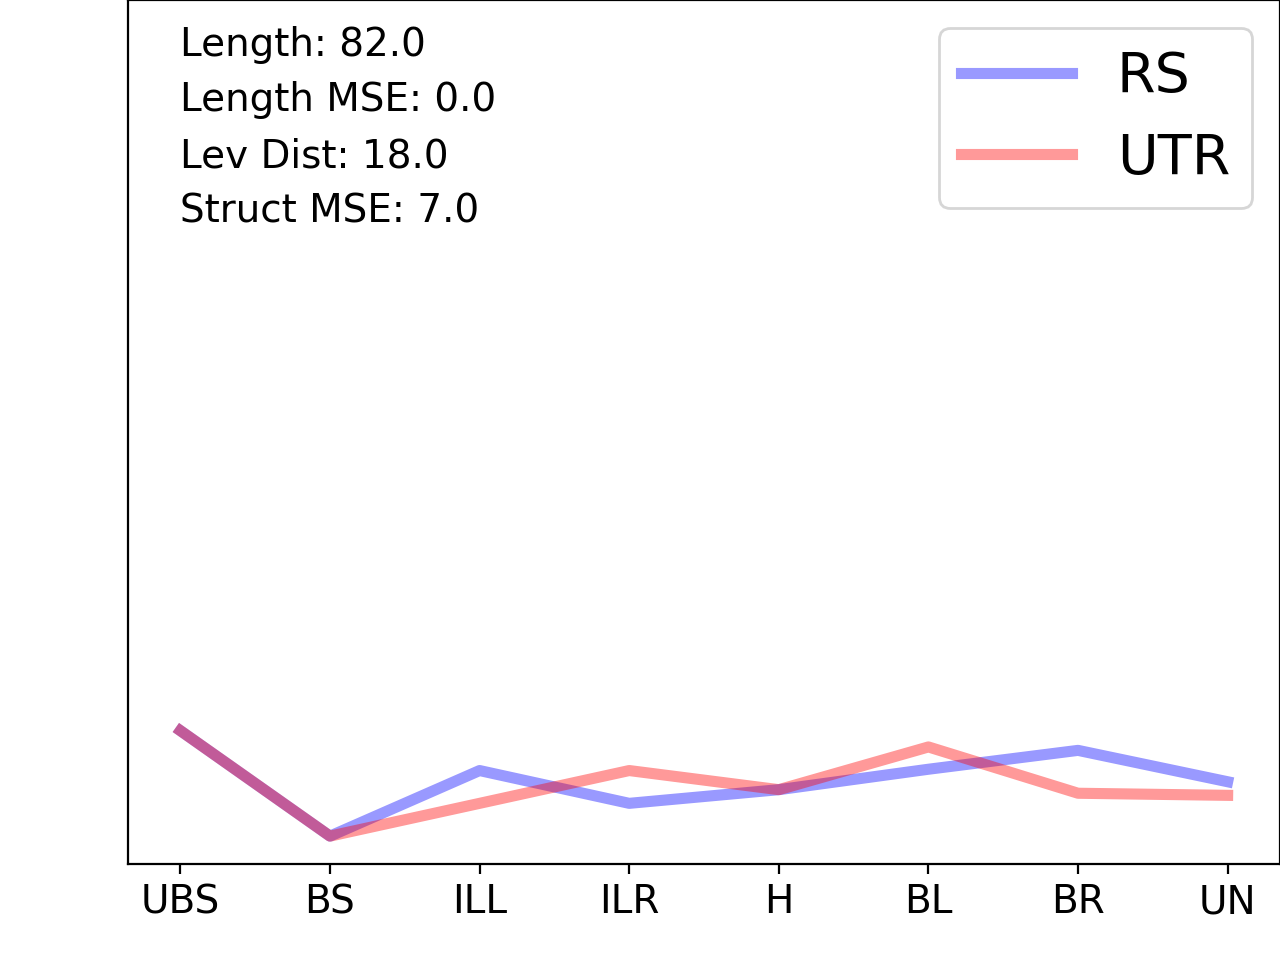 Length: 82.0
Length MSE: 0.0
Lev Dist: 18.0
Struct MSE: 7.0
RS
UTR
UBS BS ILL ILR H BL BR UN